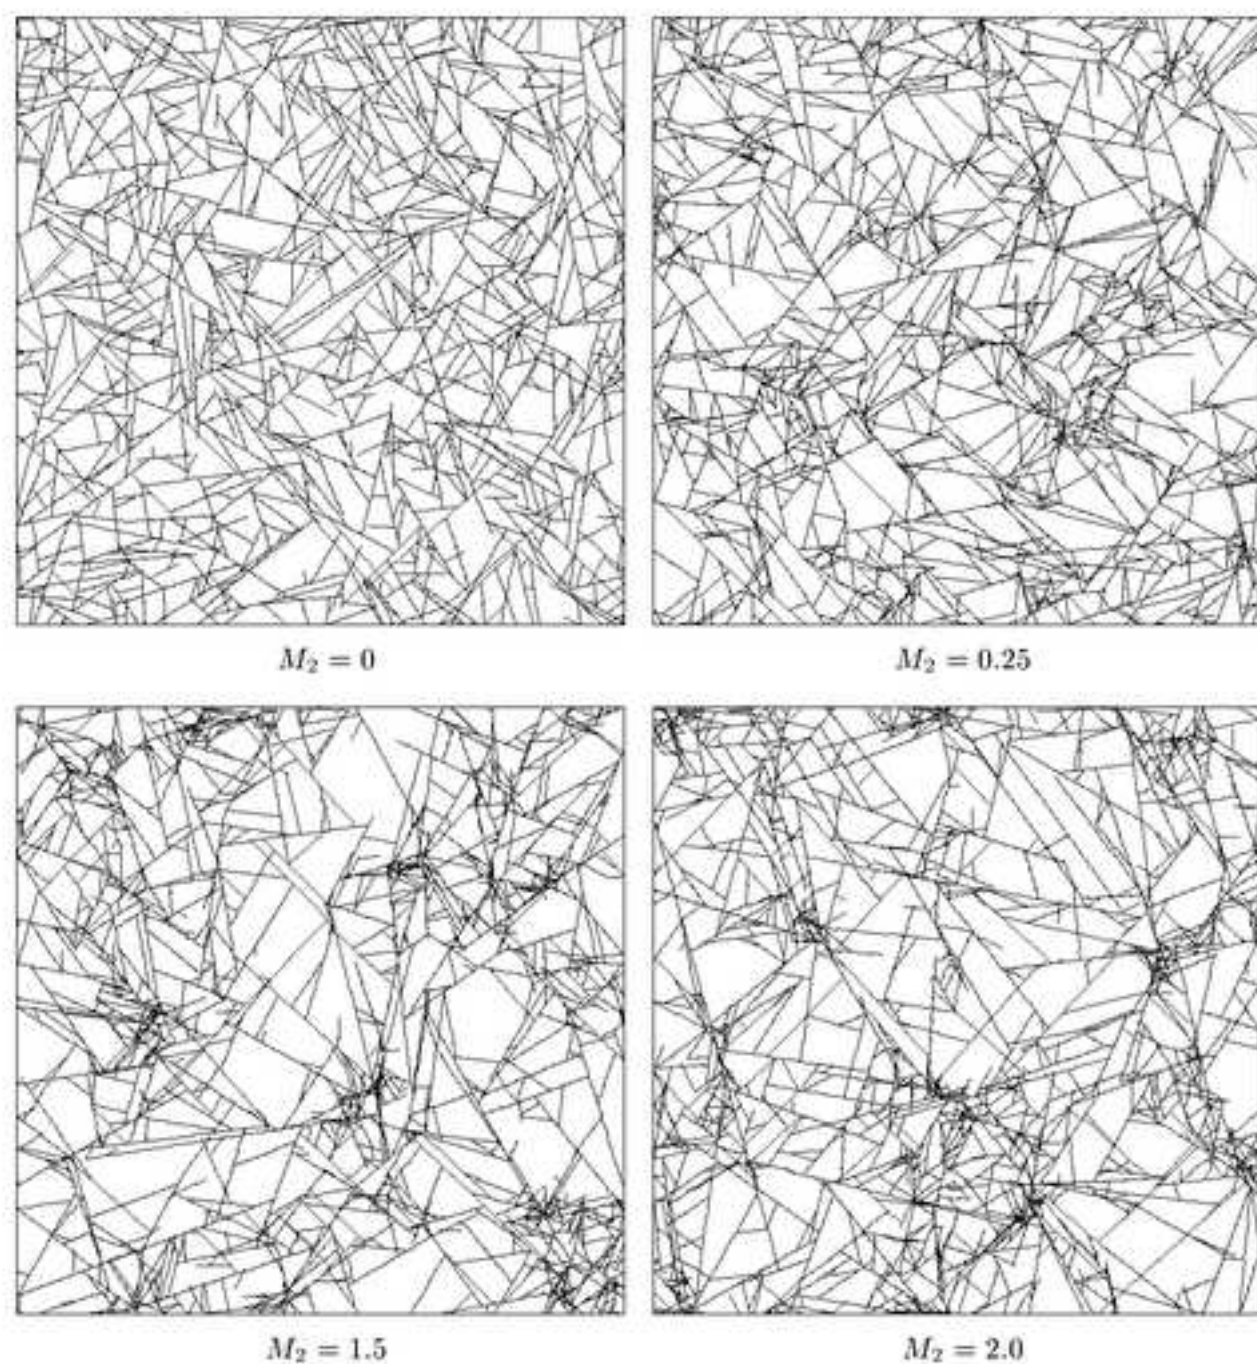 M₂ = 0
M₂ = 0.25
M₂ = 1.5
M₂ = 2.0